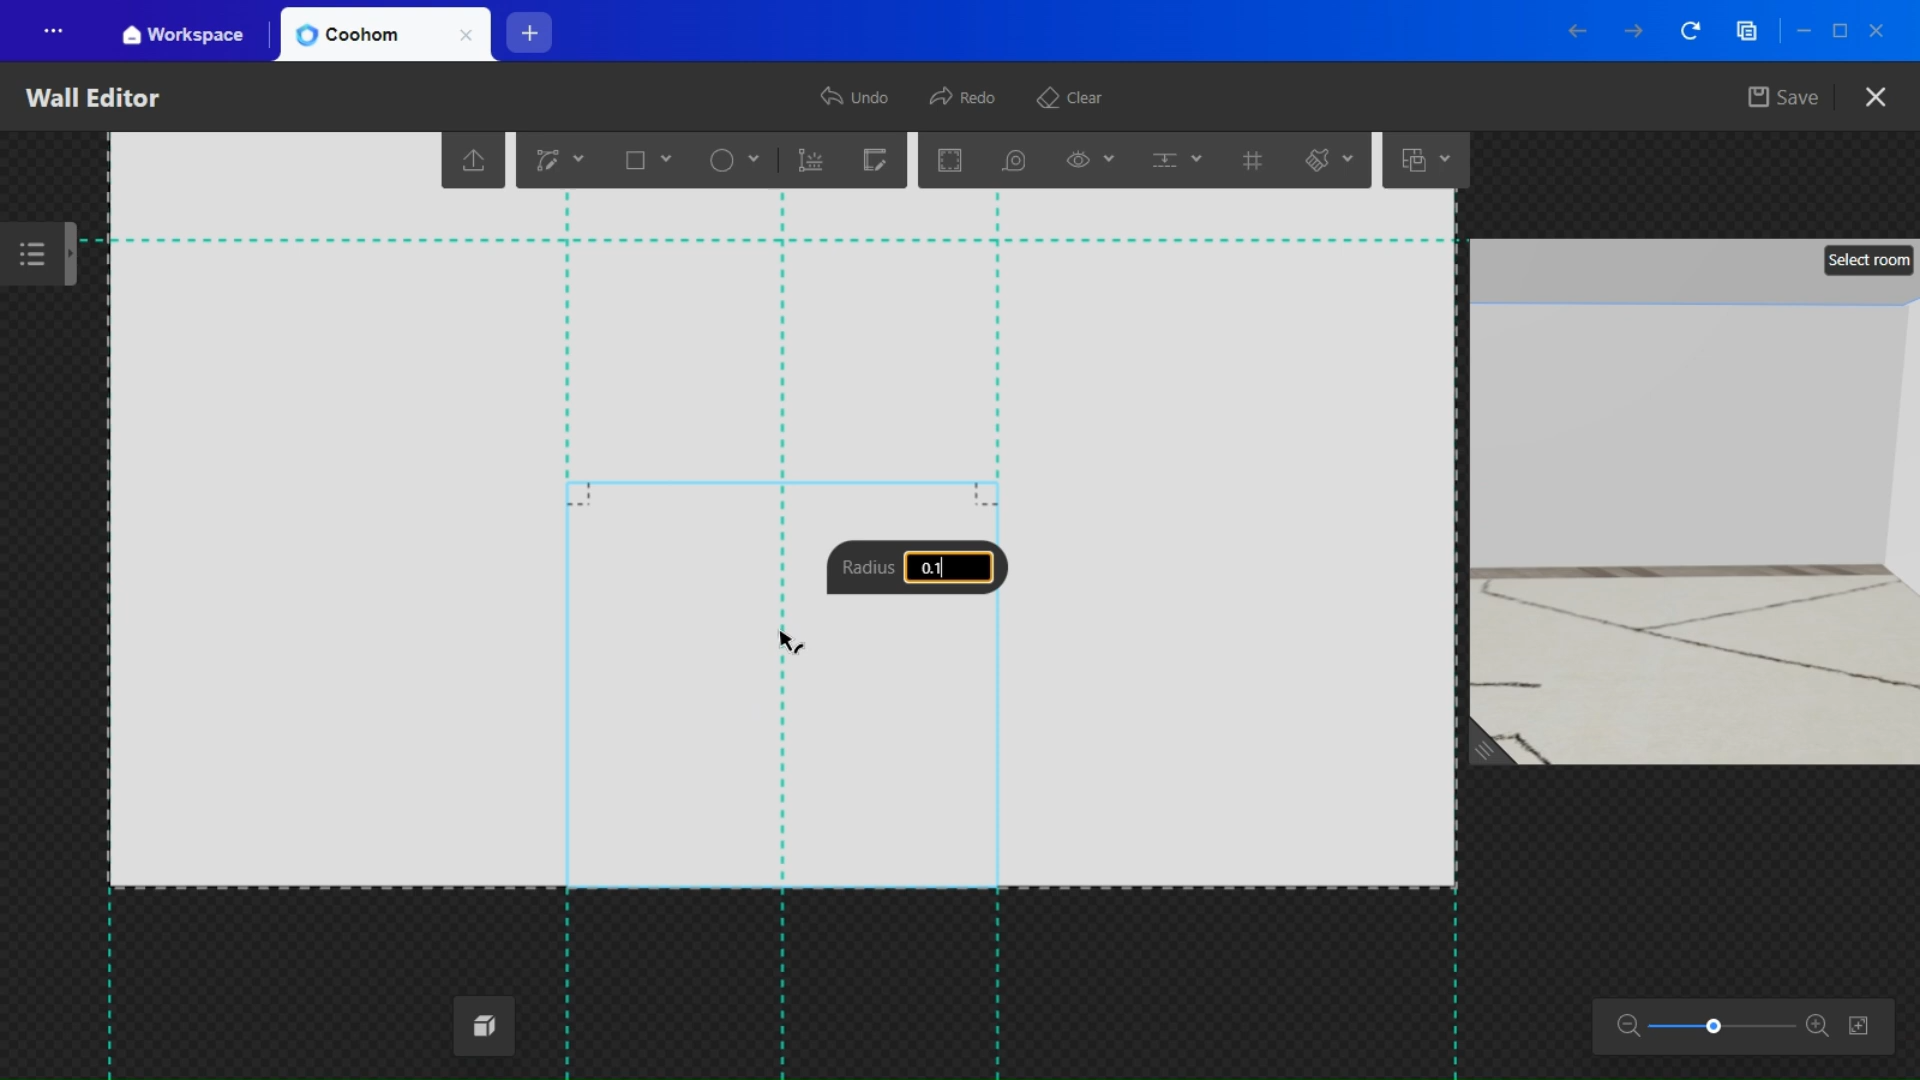 Workspace
Coohom
Wall Editor
Undo
Redo
Clear
Save
Select room
Radius
0.1